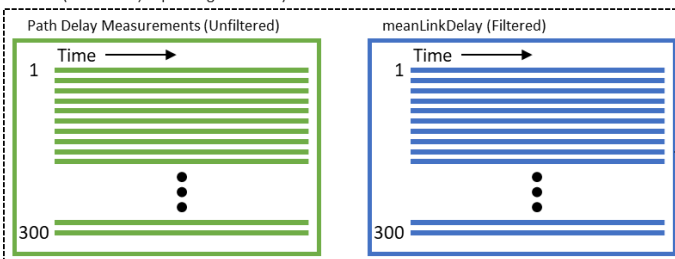 Path Delay Measurements (Unfiltered)
meanLinkDelay (Filtered)
Time
1
300
Time
1
300